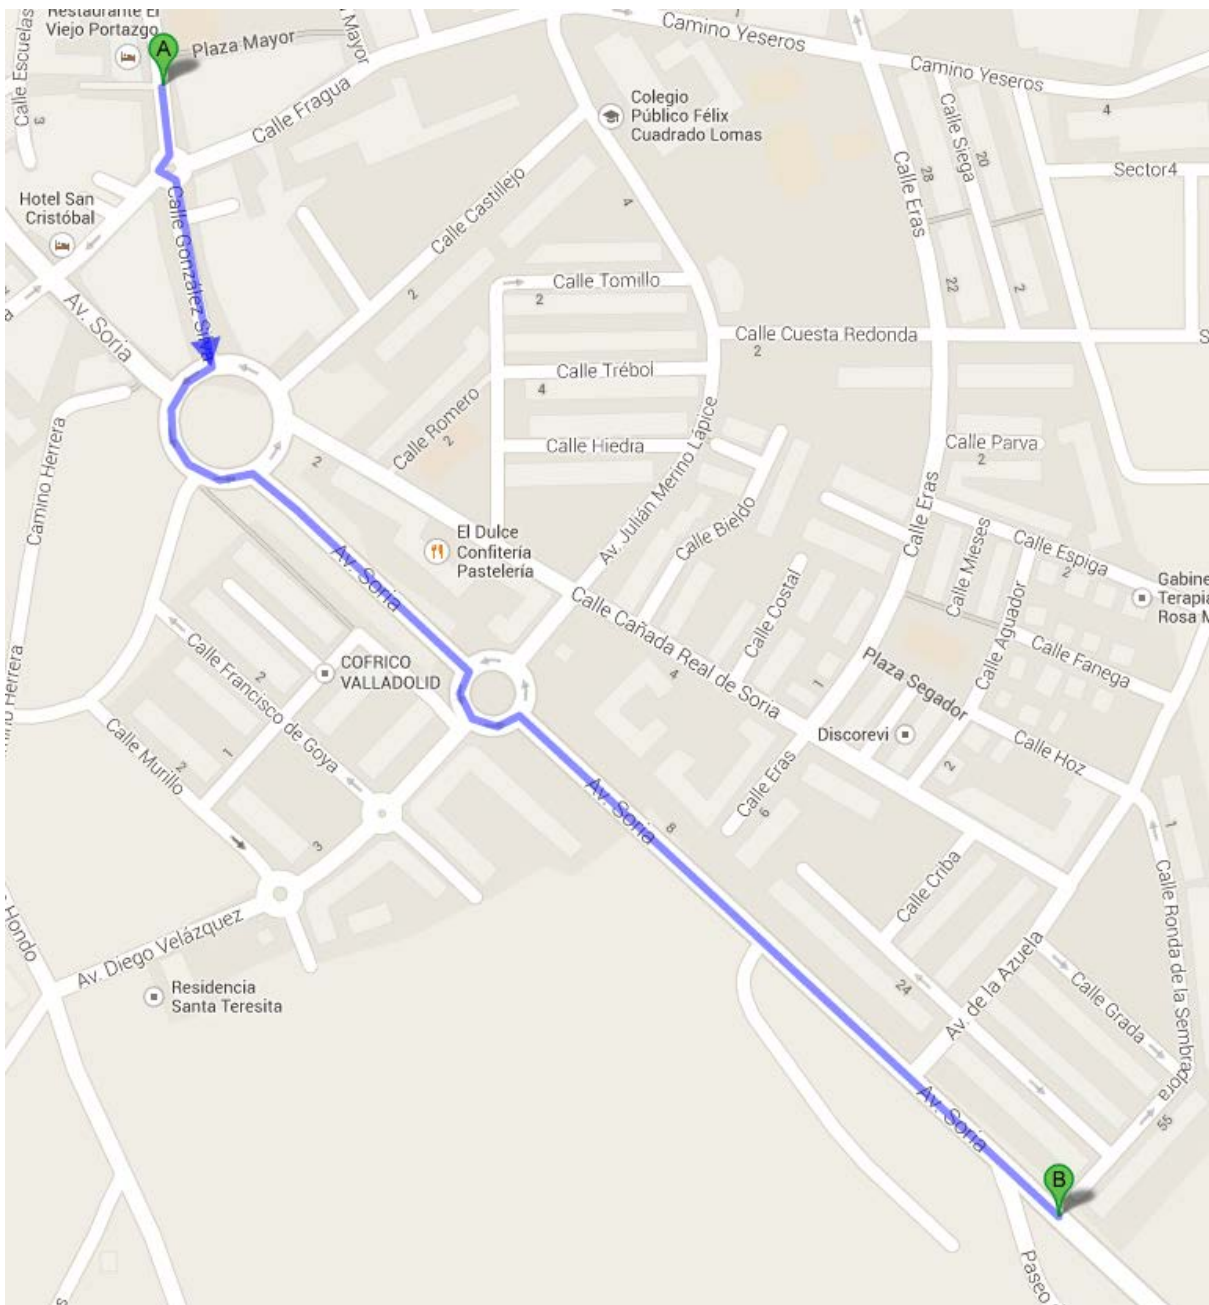 Restaurante El
Viejo Portazgo
A
Plaza Mayor
Mayor
Calle Escuelas
3
Calle Fragua
Camino Yeseros
Camino Yeseros
4
Colegio
Público Félix
Cuadrado Lomas
Calle Siega
20
28
Sector4
Calle Eras
Hotel San
Cristóbal
Calle González Silva
Calle Castillejo
4
2
Av. Soria
Calle Tomillo
2
22
2
Calle Cuesta Redonda
2
S
Calle Trébol
4
Calle Romero
2
Calle Hiedra
Av. Julián Merino Lápice
Calle Parva
2
Camino Herrera
2
Calle Eras
Calle Bieldo
El Dulce
Confitería
Pastelería
Calle Mieses
Calle Espiga
2
Gabine
Terapia
Rosa M
Av. Soria
Calle Costal
Calle Cañada Real de Soria
Calle Aguador
Calle Fanega
Plaza Segador
COFRICO
VALLADOLID
2
Calle Francisco de Goya
4
1
Herrera
Calle Murillo
2
1
Discorevi
Calle Hoz
2
Calle Eras
6
Av. Soria
8
3
1
Calle Criba
Calle Ronda de la Sembradora
Av. Diego Velázquez
Hondo
Residencia
Santa Teresita
24
Av. de la Azuela
Calle Grada
Av. Soria
55
B
Paseo